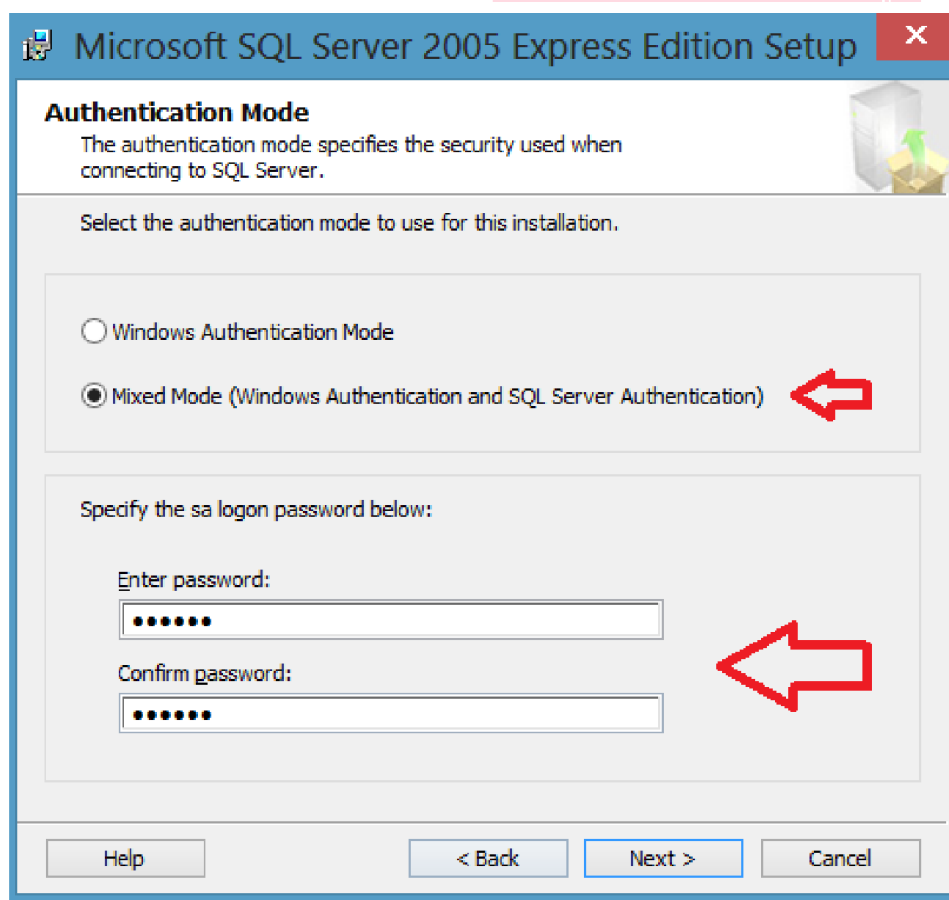 Microsoft SQL Server 2005 Express Edition Setup
Authentication Mode
The authentication mode specifies the security used when
connecting to SQL Server.
Select the authentication mode to use for this installation.
Windows Authentication Mode
Mixed Mode (Windows Authentication and SQL Server Authentication)
Specify the sa logon password below:
Enter password:
••••••
Confirm password:
••••••
Help
< Back
Next >
Cancel